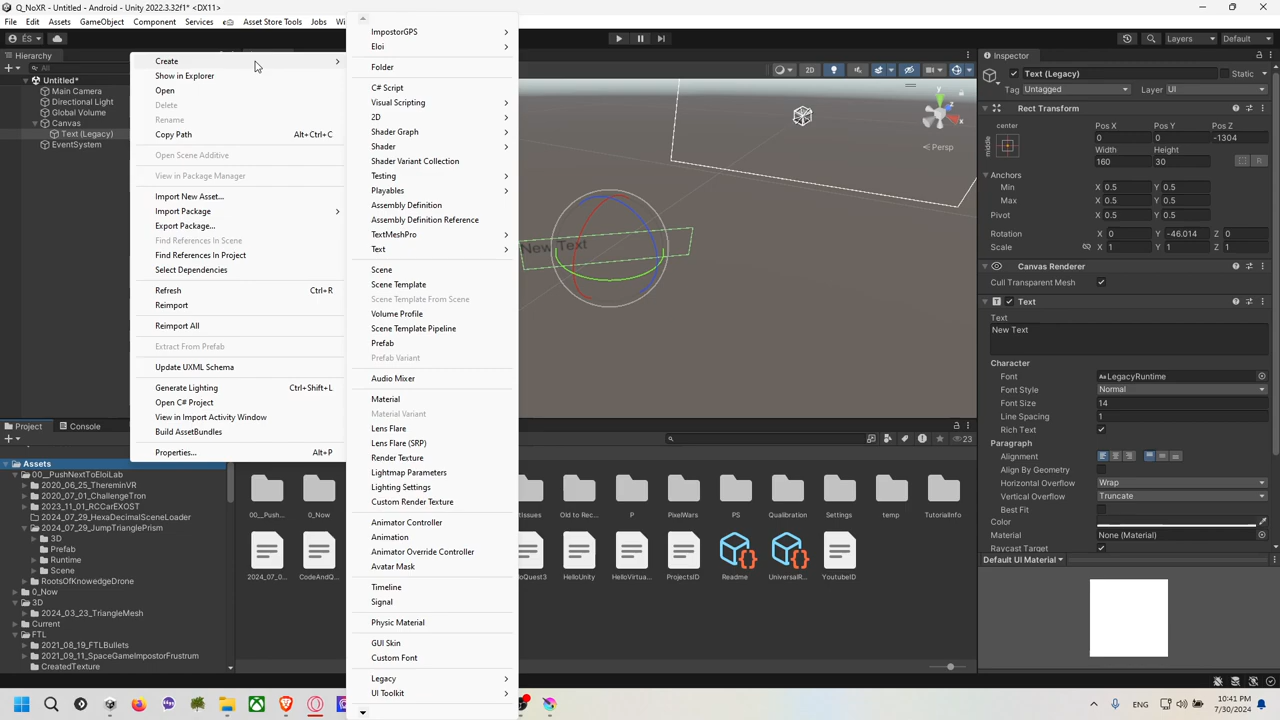 Q_NoXR - Untitled - Android - Unity 2022.3.32f1* <DX11>
File Edit Assets GameObject Component Services Asset Store Tools Jobs
ÉS
Layers Default
Hierarchy
All
Untitled*
Main Camera
Directional Light
Global Volume
Canvas
Text (Legacy)
EventSystem
Create
Show in Explorer
Open
Delete
Rename
Copy Path Alt+Ctrl+C
Open Scene Additive
View in Package Manager
Import New Asset...
Import Package
Export Package...
Find References In Scene
Find References In Project
Select Dependencies
Refresh Ctrl+R
Reimport
Reimport All
Extract From Prefab
Update UXML Schema
Generate Lighting Ctrl+Shift+L
Open C# Project
View in Import Activity Window
Build AssetBundles
Properties... Alt+P
ImpostorGPS
Eloi
Folder
C# Script
Visual Scripting
2D
Shader Graph
Shader
Shader Variant Collection
Testing
Playables
Assembly Definition
Assembly Definition Reference
TextMeshPro
Text
Scene
Scene Template
Scene Template From Scene
Volume Profile
Scene Template Pipeline
Prefab
Prefab Variant
Audio Mixer
Material
Material Variant
Lens Flare
Lens Flare (SRP)
Render Texture
Lightmap Parameters
Lighting Settings
Custom Render Texture
Animator Controller
Animation
Animator Override Controller
Avatar Mask
Timeline
Signal
Physic Material
GUI Skin
Custom Font
Legacy
UI Toolkit
2D
Persp
New Text
Inspector
Text (Legacy) Static
Tag Untagged Layer UI
Rect Transform
center Pos X Pos Y Pos Z
middle 0 0 -1304
Width Height
160 30
Anchors
Min X 0.5 Y 0.5
Max X 0.5 Y 0.5
Pivot X 0.5 Y 0.5
Rotation X 0 Y -46.014 Z 0
Scale X 1 Y 1 Z 1
Canvas Renderer
Cull Transparent Mesh
Text
Text
New Text
Character
Font LegacyRuntime
Font Style Normal
Font Size 14
Line Spacing 1
Rich Text
Paragraph
Alignment
Align By Geometry
Horizontal Overflow Wrap
Vertical Overflow Truncate
Best Fit
Color
Material None (Material)
Raycast Target
Default UI Material
Project Console
23
Assets
00__PushNextToEloiLab
2020_06_25_ThereminVR
2020_07_01_ChallengeTron
2023_11_01_RCCarEXOST
2024_07_29_HexaDecimalSceneLoader
2024_07_29_JumpTrianglePrism
3D
Prefab
Runtime
Scene
RootsOfKnowedgeDrone
0_Now
3D
2024_03_23_TriangleMesh
Current
FTL
2021_08_19_FTLBullets
2021_09_11_SpaceGameImpostorFrustrum
CreatedTexture
00__Push... 0_Now Old to Rec... P PixelWars PS Qualibration Settings temp TutorialInfo
2024_07_0... CodeAndQ... HelloUnity HelloVirtua... ProjectsID Readme UniversalR... YoutubeID
1:41 PM
7/30/2024